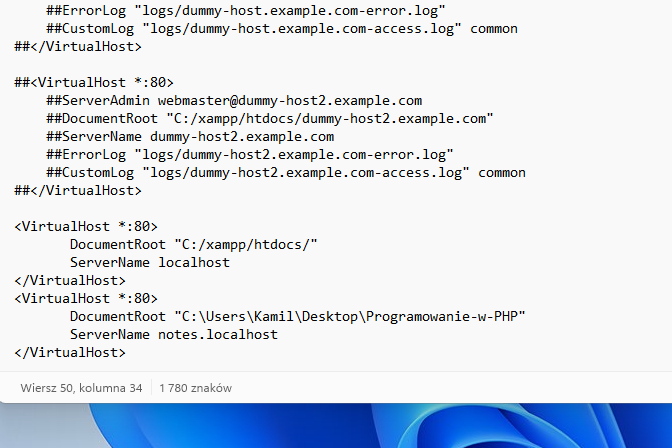 ##ErrorLog "logs/dummy-host.example.com-error.log"
##CustomLog "logs/dummy-host.example.com-access.log" common
##</VirtualHost>
##<VirtualHost *:80>
##ServerAdmin webmaster@dummy-host2.example.com
##DocumentRoot "C:/xampp/htdocs/dummy-host2.example.com"
##ServerName dummy-host2.example.com
##ErrorLog "logs/dummy-host2.example.com-error.log"
##CustomLog "logs/dummy-host2.example.com-access.log" common
##</VirtualHost>
<VirtualHost *:80>
DocumentRoot "C:/xampp/htdocs/"
ServerName localhost
</VirtualHost>
<VirtualHost *:80>
DocumentRoot "C:\Users\Kamil\Desktop\Programowanie-w-PHP"
ServerName notes.localhost
</VirtualHost>
Wiersz 50, kolumna 34 1 780 znaków